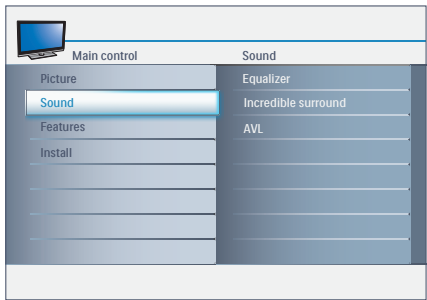 Main control
Sound
Picture
Equalizer
Sound
Incredible surround
Features
AVL
Install